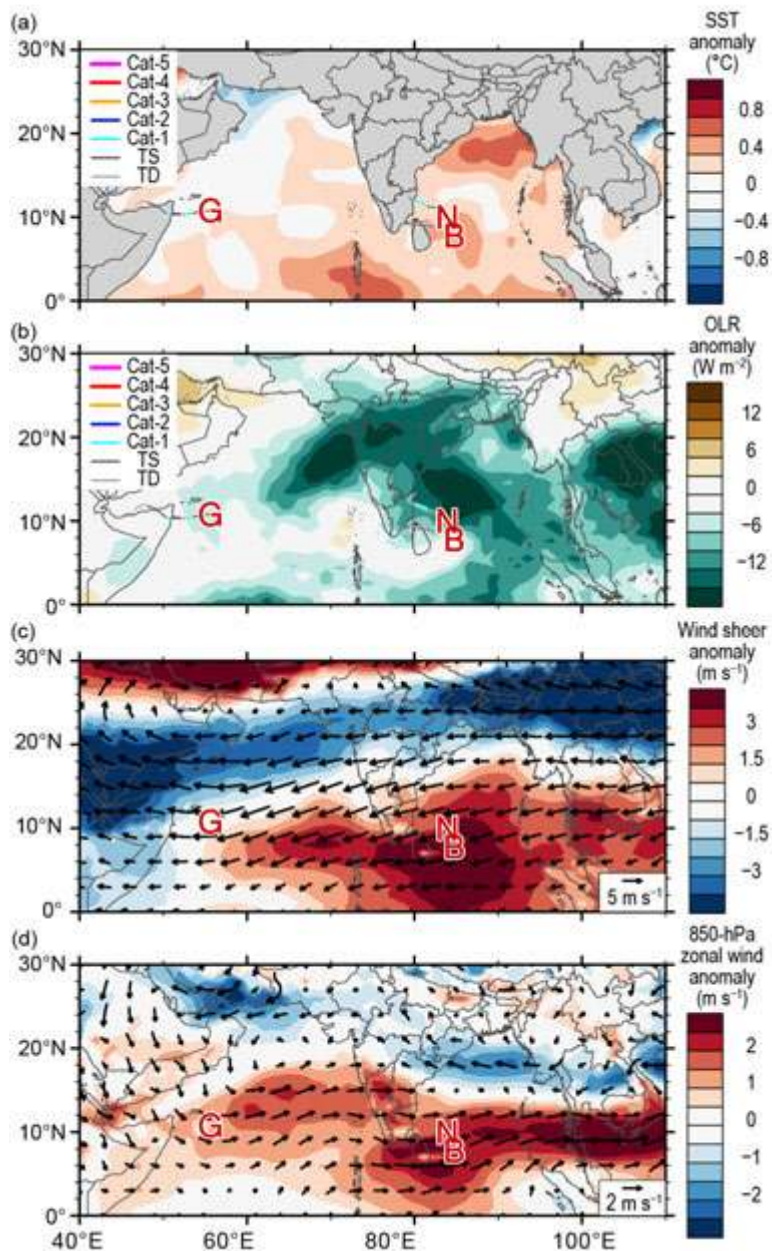 (a)
SST
anomaly
(°C)
30°N
20°N
10°N
0°
Cat-5
Cat-4
Cat-3
Cat-2
Cat-1
TS
TD
G
N
B
0.8
0.4
0
−0.4
−0.8
(b)
OLR
anomaly
(W m⁻²)
30°N
20°N
10°N
0°
Cat-5
Cat-4
Cat-3
Cat-2
Cat-1
TS
TD
G
N
B
12
6
0
−6
−12
(c)
Wind sheer
anomaly
(m s⁻¹)
30°N
20°N
10°N
0°
G
N
B
5 m s⁻¹
3
1.5
0
−1.5
−3
(d)
850-hPa
zonal wind
anomaly
(m s⁻¹)
30°N
20°N
10°N
0°
G
N
B
2 m s⁻¹
2
1
0
−1
−2
40°E
60°E
80°E
100°E